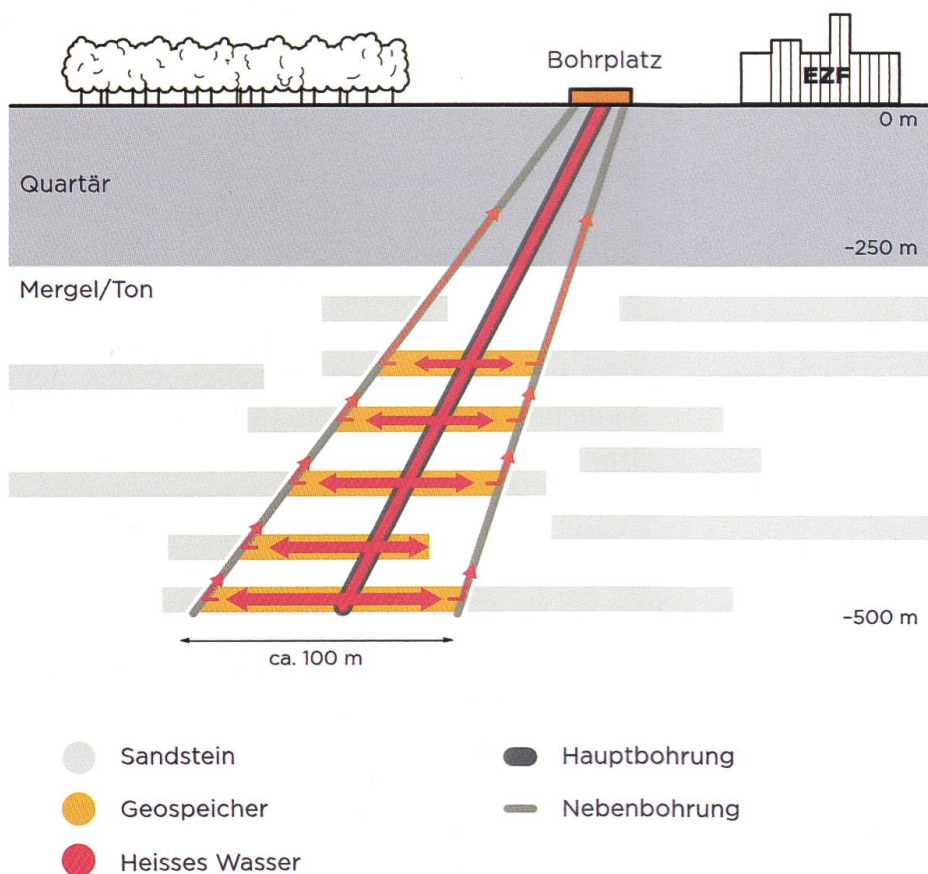 Bohrplatz
EZF
0 m
Quartär
-250 m
Mergel/Ton
-500 m
ca. 100 m
Sandstein
Hauptbohrung
Geospeicher
Nebenbohrung
Heisses Wasser